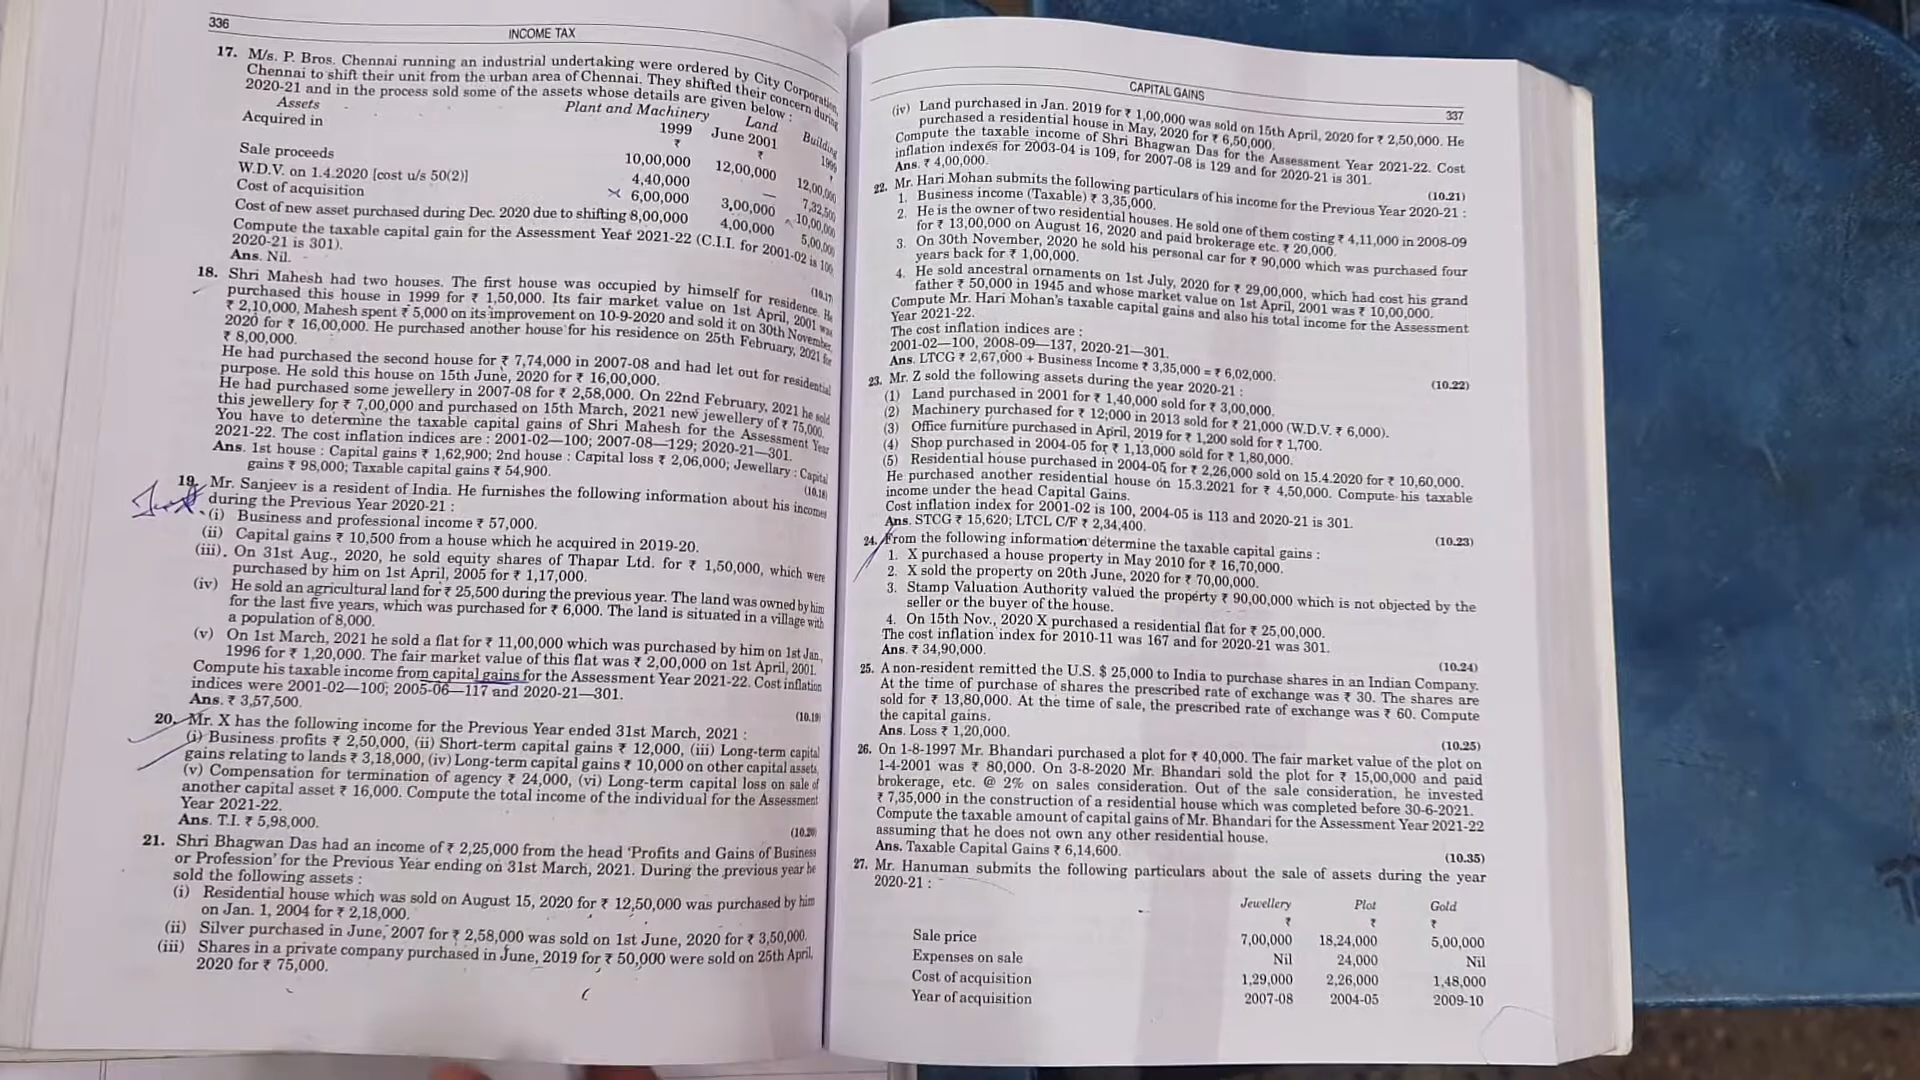 336
INCOME TAX
17. M/s. P. Bros. Chennai running an industrial undertaking were ordered by City Corporation,
Chennai to shift their unit from the urban area of Chennai. They shifted their concern during
2020-21 and in the process sold some of the assets whose details are given below :
Assets Plant and Machinery Land Building
Acquired in 1999 June 2001 1999
₹ ₹ ₹
Sale proceeds 10,00,000 12,00,000 12,00,000
W.D.V. on 1.4.2020 [cost u/s 50(2)] 4,40,000 — 7,32,500
Cost of acquisition 6,00,000 3,00,000 10,00,000
Cost of new asset purchased during Dec. 2020 due to shifting 8,00,000 4,00,000 5,00,000
Compute the taxable capital gain for the Assessment Year 2021-22 (C.I.I. for 2001-02 is 100,
2020-21 is 301).
Ans. Nil.
(10.17
18. Shri Mahesh had two houses. The first house was occupied by himself for residence. He
purchased this house in 1999 for ₹ 1,50,000. Its fair market value on 1st April, 2001 was
₹ 2,10,000, Mahesh spent ₹ 5,000 on its improvement on 10-9-2020 and sold it on 30th November,
2020 for ₹ 16,00,000. He purchased another house for his residence on 25th February, 2021 for
₹ 8,00,000.
He had purchased the second house for ₹ 7,74,000 in 2007-08 and had let out for residential
purpose. He sold this house on 15th June, 2020 for ₹ 16,00,000.
He had purchased some jewellery in 2007-08 for ₹ 2,58,000. On 22nd February, 2021 he sold
this jewellery for ₹ 7,00,000 and purchased on 15th March, 2021 new jewellery of ₹ 75,000.
You have to determine the taxable capital gains of Shri Mahesh for the Assessment Year
2021-22. The cost inflation indices are : 2001-02—100; 2007-08—129; 2020-21—301.
Ans. 1st house : Capital gains ₹ 1,62,900; 2nd house : Capital loss ₹ 2,06,000; Jewellary : Capital
gains ₹ 98,000; Taxable capital gains ₹ 54,900.
(10.18)
19. Mr. Sanjeev is a resident of India. He furnishes the following information about his incomes
during the Previous Year 2020-21 :
(i) Business and professional income ₹ 57,000.
(ii) Capital gains ₹ 10,500 from a house which he acquired in 2019-20.
(iii). On 31st Aug., 2020, he sold equity shares of Thapar Ltd. for ₹ 1,50,000, which were
purchased by him on 1st April, 2005 for ₹ 1,17,000.
(iv) He sold an agricultural land for ₹ 25,500 during the previous year. The land was owned by him
for the last five years, which was purchased for ₹ 6,000. The land is situated in a village with
a population of 8,000.
(v) On 1st March, 2021 he sold a flat for ₹ 11,00,000 which was purchased by him on 1st Jan.,
1996 for ₹ 1,20,000. The fair market value of this flat was ₹ 2,00,000 on 1st April, 2001.
Compute his taxable income from capital gains for the Assessment Year 2021-22. Cost inflation
indices were 2001-02—100; 2005-06—117 and 2020-21—301.
Ans. ₹ 3,57,500.
(10.19)
20. Mr. X has the following income for the Previous Year ended 31st March, 2021 :
(i) Business profits ₹ 2,50,000, (ii) Short-term capital gains ₹ 12,000, (iii) Long-term capital
gains relating to lands ₹ 3,18,000, (iv) Long-term capital gains ₹ 10,000 on other capital assets,
(v) Compensation for termination of agency ₹ 24,000, (vi) Long-term capital loss on sale of
another capital asset ₹ 16,000. Compute the total income of the individual for the Assessment
Year 2021-22.
Ans. T.I. ₹ 5,98,000.
(10.20)
21. Shri Bhagwan Das had an income of ₹ 2,25,000 from the head 'Profits and Gains of Business
or Profession' for the Previous Year ending on 31st March, 2021. During the previous year he
sold the following assets :
(i) Residential house which was sold on August 15, 2020 for ₹ 12,50,000 was purchased by him
on Jan. 1, 2004 for ₹ 2,18,000.
(ii) Silver purchased in June, 2007 for ₹ 2,58,000 was sold on 1st June, 2020 for ₹ 3,50,000.
(iii) Shares in a private company purchased in June, 2019 for ₹ 50,000 were sold on 25th April,
2020 for ₹ 75,000.
CAPITAL GAINS
337
(iv) Land purchased in Jan. 2019 for ₹ 1,00,000 was sold on 15th April, 2020 for ₹ 2,50,000. He
purchased a residential house in May, 2020 for ₹ 6,50,000.
Compute the taxable income of Shri Bhagwan Das for the Assessment Year 2021-22. Cost
inflation indexes for 2003-04 is 109, for 2007-08 is 129 and for 2020-21 is 301.
Ans. ₹ 4,00,000.
(10.21)
22. Mr. Hari Mohan submits the following particulars of his income for the Previous Year 2020-21 :
1. Business income (Taxable) ₹ 3,35,000.
2. He is the owner of two residential houses. He sold one of them costing ₹ 4,11,000 in 2008-09
for ₹ 13,00,000 on August 16, 2020 and paid brokerage etc. ₹ 20,000.
3. On 30th November, 2020 he sold his personal car for ₹ 90,000 which was purchased four
years back for ₹ 1,00,000.
4. He sold ancestral ornaments on 1st July, 2020 for ₹ 29,00,000, which had cost his grand
father ₹ 50,000 in 1945 and whose market value on 1st April, 2001 was ₹ 10,00,000.
Compute Mr. Hari Mohan's taxable capital gains and also his total income for the Assessment
Year 2021-22.
The cost inflation indices are :
2001-02—100, 2008-09—137, 2020-21—301.
Ans. LTCG ₹ 2,67,000 + Business Income ₹ 3,35,000 = ₹ 6,02,000.
(10.22)
23. Mr. Z sold the following assets during the year 2020-21 :
(1) Land purchased in 2001 for ₹ 1,40,000 sold for ₹ 3,00,000.
(2) Machinery purchased for ₹ 12,000 in 2013 sold for ₹ 21,000 (W.D.V. ₹ 6,000).
(3) Office furniture purchased in April, 2019 for ₹ 1,200 sold for ₹ 1,700.
(4) Shop purchased in 2004-05 for ₹ 1,13,000 sold for ₹ 1,80,000.
(5) Residential house purchased in 2004-05 for ₹ 2,26,000 sold on 15.4.2020 for ₹ 10,60,000.
He purchased another residential house on 15.3.2021 for ₹ 4,50,000. Compute his taxable
income under the head Capital Gains.
Cost inflation index for 2001-02 is 100, 2004-05 is 113 and 2020-21 is 301.
Ans. STCG ₹ 15,620; LTCL C/F ₹ 2,34,400.
(10.23)
24. From the following information determine the taxable capital gains :
1. X purchased a house property in May 2010 for ₹ 16,70,000.
2. X sold the property on 20th June, 2020 for ₹ 70,00,000.
3. Stamp Valuation Authority valued the property ₹ 90,00,000 which is not objected by the
seller or the buyer of the house.
4. On 15th Nov., 2020 X purchased a residential flat for ₹ 25,00,000.
The cost inflation index for 2010-11 was 167 and for 2020-21 was 301.
Ans. ₹ 34,90,000.
(10.24)
25. A non-resident remitted the U.S. $ 25,000 to India to purchase shares in an Indian Company.
At the time of purchase of shares the prescribed rate of exchange was ₹ 30. The shares are
sold for ₹ 13,80,000. At the time of sale, the prescribed rate of exchange was ₹ 60. Compute
the capital gains.
Ans. Loss ₹ 1,20,000.
(10.25)
26. On 1-8-1997 Mr. Bhandari purchased a plot for ₹ 40,000. The fair market value of the plot on
1-4-2001 was ₹ 80,000. On 3-8-2020 Mr. Bhandari sold the plot for ₹ 15,00,000 and paid
brokerage, etc. @ 2% on sales consideration. Out of the sale consideration, he invested
₹ 7,35,000 in the construction of a residential house which was completed before 30-6-2021.
Compute the taxable amount of capital gains of Mr. Bhandari for the Assessment Year 2021-22
assuming that he does not own any other residential house.
Ans. Taxable Capital Gains ₹ 6,14,600.
(10.35)
27. Mr. Hanuman submits the following particulars about the sale of assets during the year
2020-21 :
Jewellery Plot Gold
₹ ₹ ₹
Sale price 7,00,000 18,24,000 5,00,000
Expenses on sale Nil 24,000 Nil
Cost of acquisition 1,29,000 2,26,000 1,48,000
Year of acquisition 2007-08 2004-05 2009-10